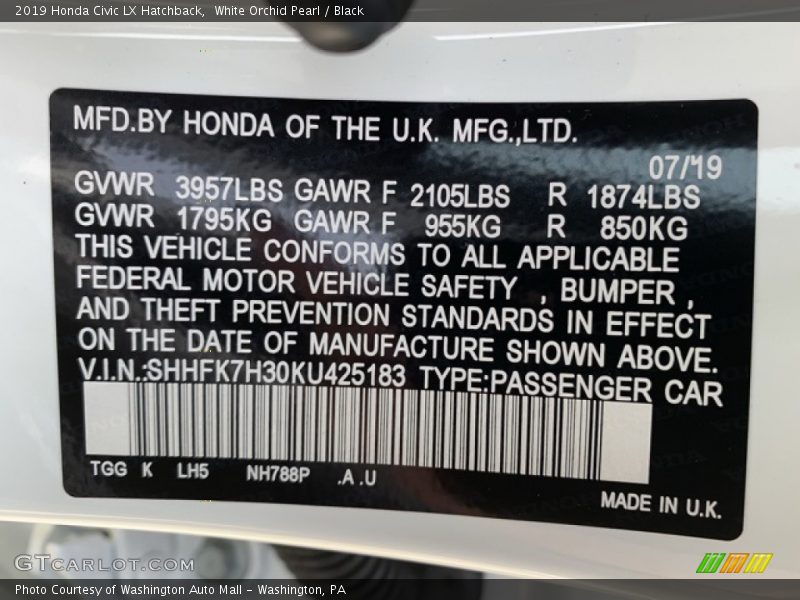 2019 Honda Civic LX Hatchback, White Orchid Pearl / Black
MFD.BY HONDA OF THE U.K. MFG.,LTD.
07/'19
GVWR 3957LBS GAWR F 2105LBS R 1874LBS
GVWR 1795KG GAWR F 955KG R 850KG
THIS VEHICLE CONFORMS TO ALL APPLICABLE
FEDERAL MOTOR VEHICLE SAFETY , BUMPER ,
AND THEFT PREVENTION STANDARDS IN EFFECT
ON THE DATE OF MANUFACTURE SHOWN ABOVE.
V.I.N.:SHHFK7H30KU425183 TYPE:PASSENGER CAR
TGG K LH5 NH788P .A .U
MADE IN U.K.
GTCARLOT.COM
Photo Courtesy of Washington Auto Mall - Washington, PA